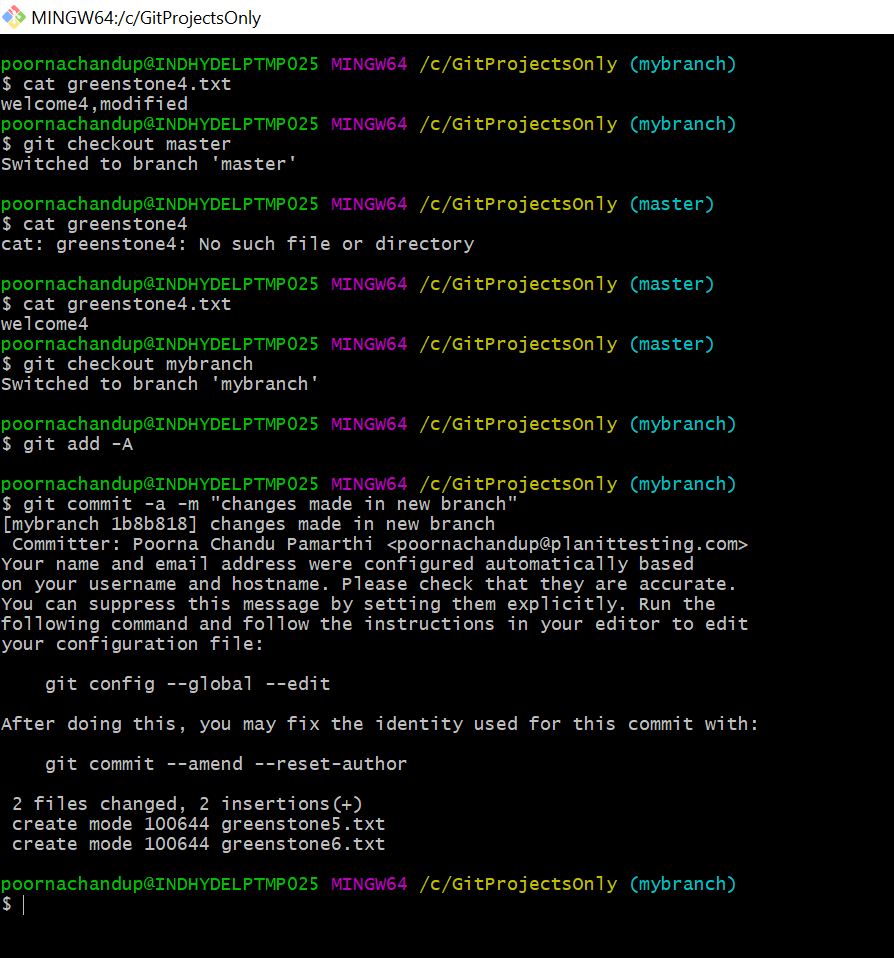 MINGW64:/c/GitProjectsOnly
poornachandup@INDHYDELPTMP025 MINGW64 /c/GitProjectsOnly (mybranch)
$ cat greenstone4.txt
welcome4,modified
poornachandup@INDHYDELPTMP025 MINGW64 /c/GitProjectsOnly (mybranch)
$ git checkout master
Switched to branch 'master'
poornachandup@INDHYDELPTMP025 MINGW64 /c/GitProjectsOnly (master)
$ cat greenstone4
cat: greenstone4: No such file or directory
poornachandup@INDHYDELPTMP025 MINGW64 /c/GitProjectsOnly (master)
$ cat greenstone4.txt
welcome4
poornachandup@INDHYDELPTMP025 MINGW64 /c/GitProjectsOnly (master)
$ git checkout mybranch
Switched to branch 'mybranch'
poornachandup@INDHYDELPTMP025 MINGW64 /c/GitProjectsOnly (mybranch)
$ git add -A
poornachandup@INDHYDELPTMP025 MINGW64 /c/GitProjectsOnly (mybranch)
$ git commit -a -m "changes made in new branch"
[mybranch 1b8b818] changes made in new branch
 Committer: Poorna Chandu Pamarthi <poornachandup@planittesting.com>
Your name and email address were configured automatically based
on your username and hostname. Please check that they are accurate.
You can suppress this message by setting them explicitly. Run the
following command and follow the instructions in your editor to edit
your configuration file:
    git config --global --edit
After doing this, you may fix the identity used for this commit with:
    git commit --amend --reset-author
 2 files changed, 2 insertions(+)
 create mode 100644 greenstone5.txt
 create mode 100644 greenstone6.txt
poornachandup@INDHYDELPTMP025 MINGW64 /c/GitProjectsOnly (mybranch)
$